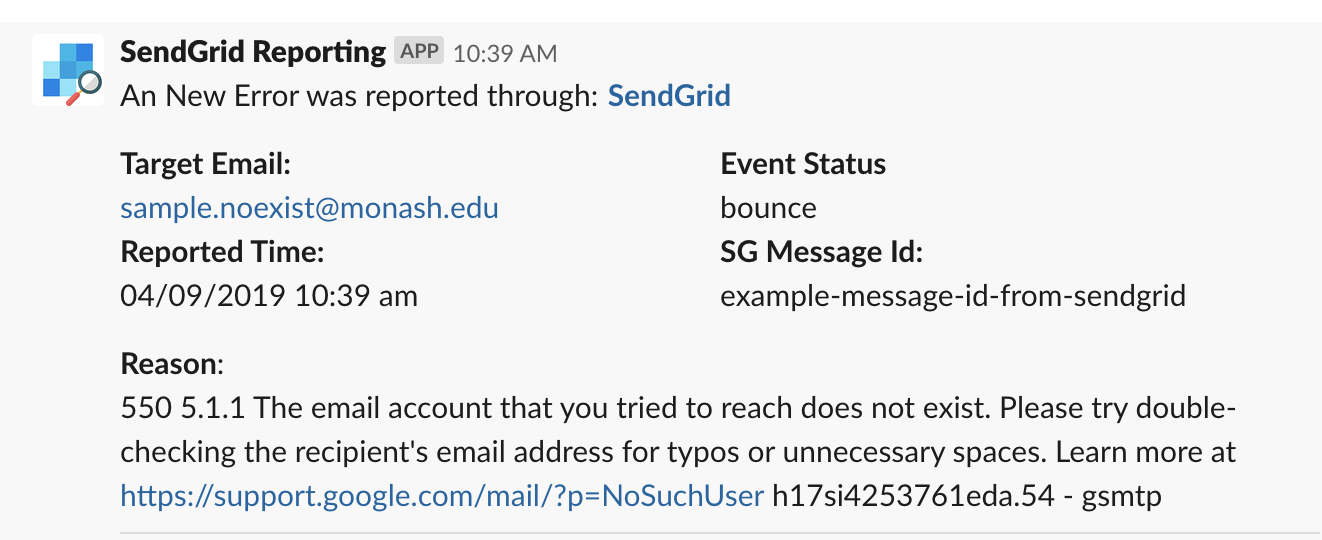 SendGrid Reporting APP 10:39 AM
An New Error was reported through: SendGrid
Target Email: Event Status
sample.noexist@monash.edu bounce
Reported Time: SG Message Id:
04/09/2019 10:39 am example-message-id-from-sendgrid
Reason:
550 5.1.1 The email account that you tried to reach does not exist. Please try double-
checking the recipient's email address for typos or unnecessary spaces. Learn more at
https://support.google.com/mail/?p=NoSuchUser h17si4253761eda.54 - gsmtp